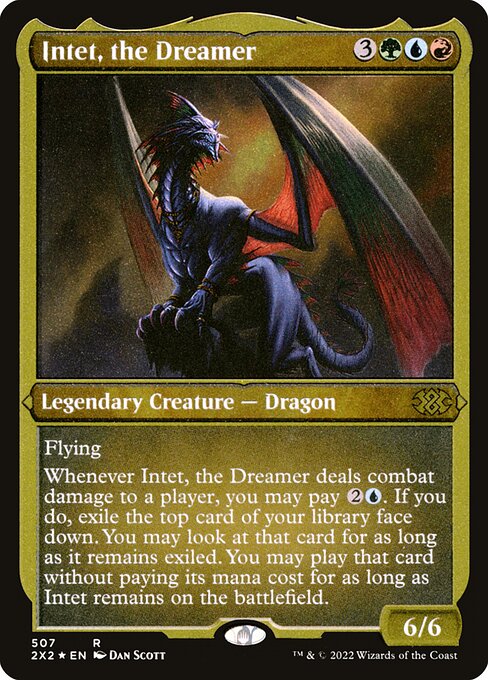 Intet, the Dreamer 3
Legendary Creature — Dragon
Flying
Whenever Intet, the Dreamer deals combat
damage to a player, you may pay 2. If you
do, exile the top card of your library face
down. You may look at that card for as long
as it remains exiled. You may play that card
without paying its mana cost for as long as
Intet remains on the battlefield.
6/6
507 R
2X2 ★ EN Dan Scott
™ & © 2022 Wizards of the Coast